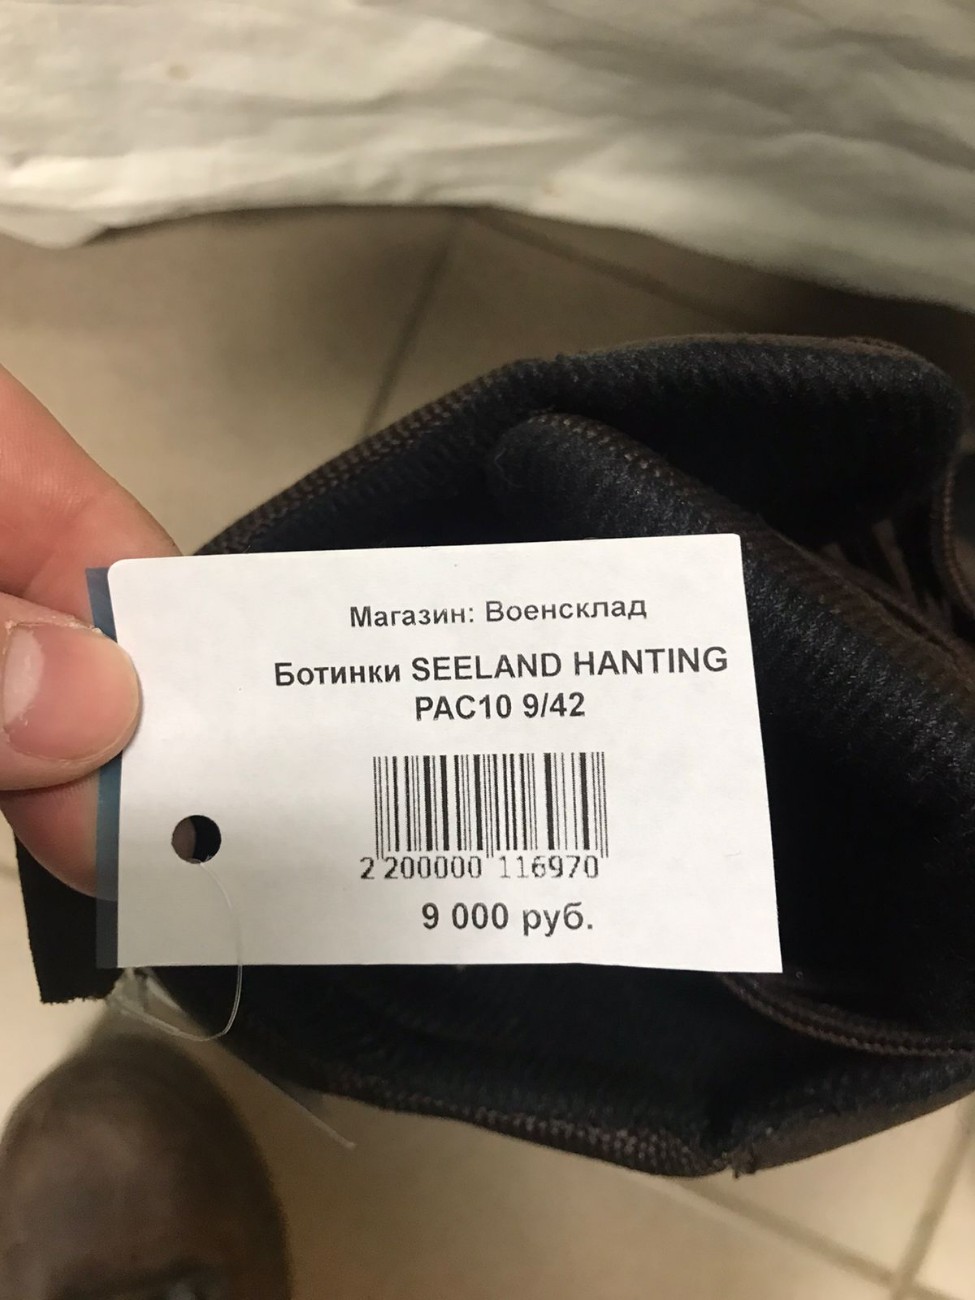 Магазин: Военсклад
Ботинки SEELAND HANTING
PAC10 9/42
2 200000 116970
9 000 руб.